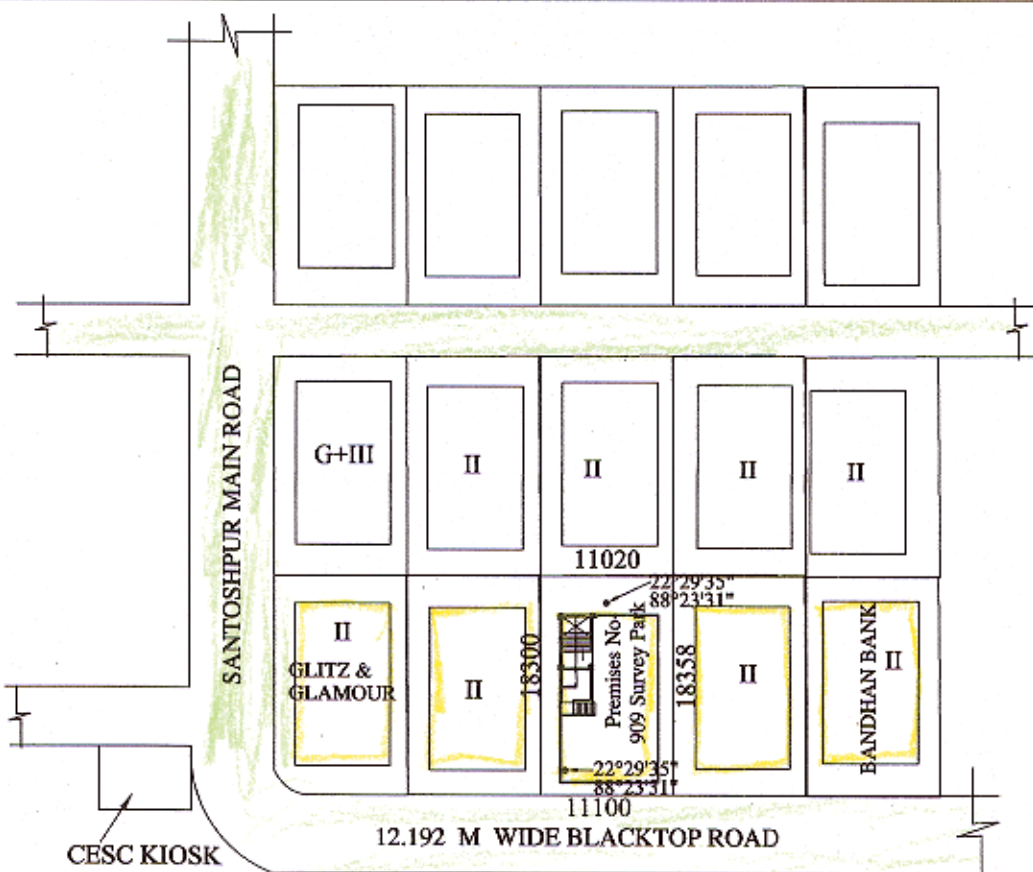 SANTOSHPUR MAIN ROAD
G+III
II
II
II
II
11020
22°29'35"
88°23'31"
II
GLITZ &
GLAMOUR
II
18300
Premises No-
909 Survey Park
18358
II
BANDHAN BANK
II
22°29'35"
88°23'31"
11100
12.192 M WIDE BLACKTOP ROAD
CESC KIOSK